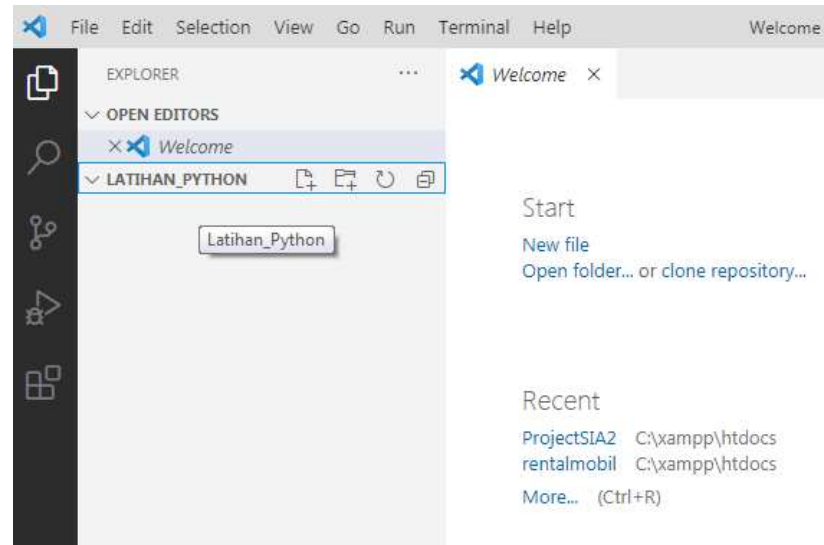 File Edit Selection View Go Run Terminal Help Welcome
EXPLORER ...
OPEN EDITORS
Welcome
LATIHAN_PYTHON
Latihan_Python
Welcome
Start
New file
Open folder... or clone repository...
Recent
ProjectSIA2 C:\xampp\htdocs
rentalmobil C:\xampp\htdocs
More... (Ctrl+R)